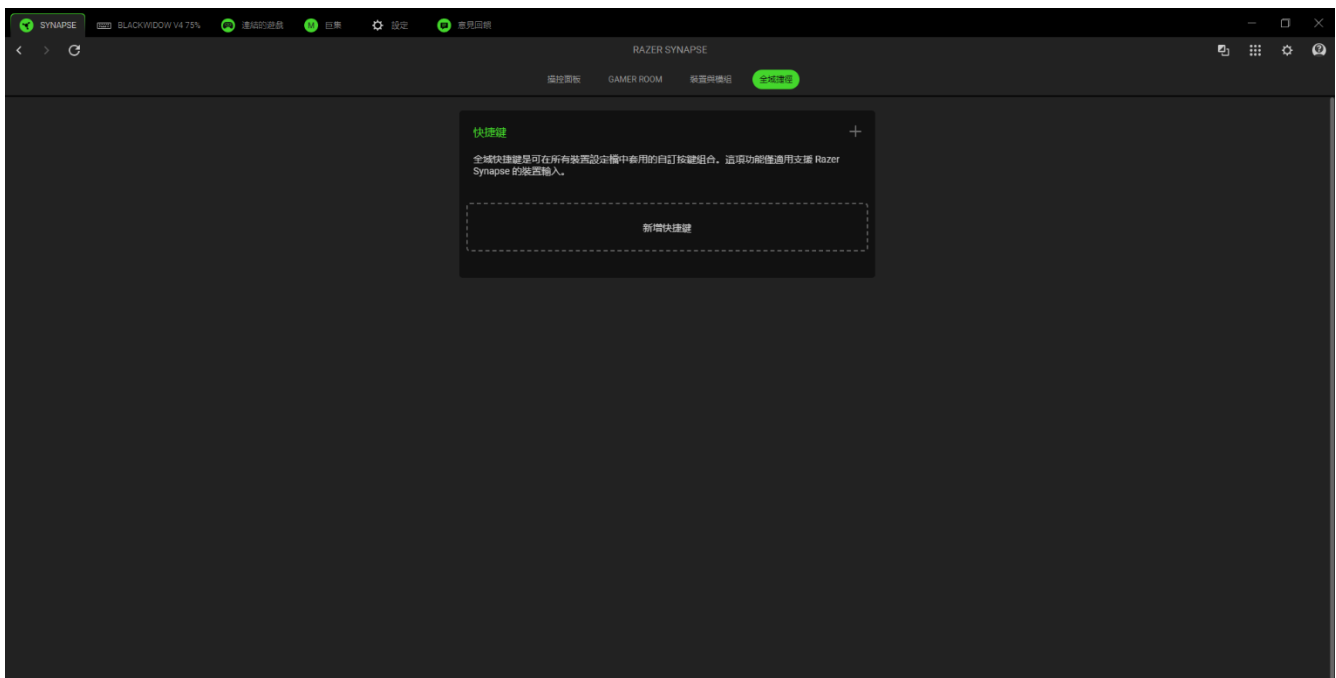 SYNAPSE
BLACKWIDOW V4 75%
連結的遊戲
M
巨集
設定
意見回饋
RAZER SYNAPSE
操控面板
GAMER ROOM
裝置與模組
全域捷徑
快捷鍵
全域快捷鍵是可在所有裝置設定檔中套用的自訂按鍵組合。這項功能僅適用支援 Razer
Synapse 的裝置輸入。
新增快捷鍵